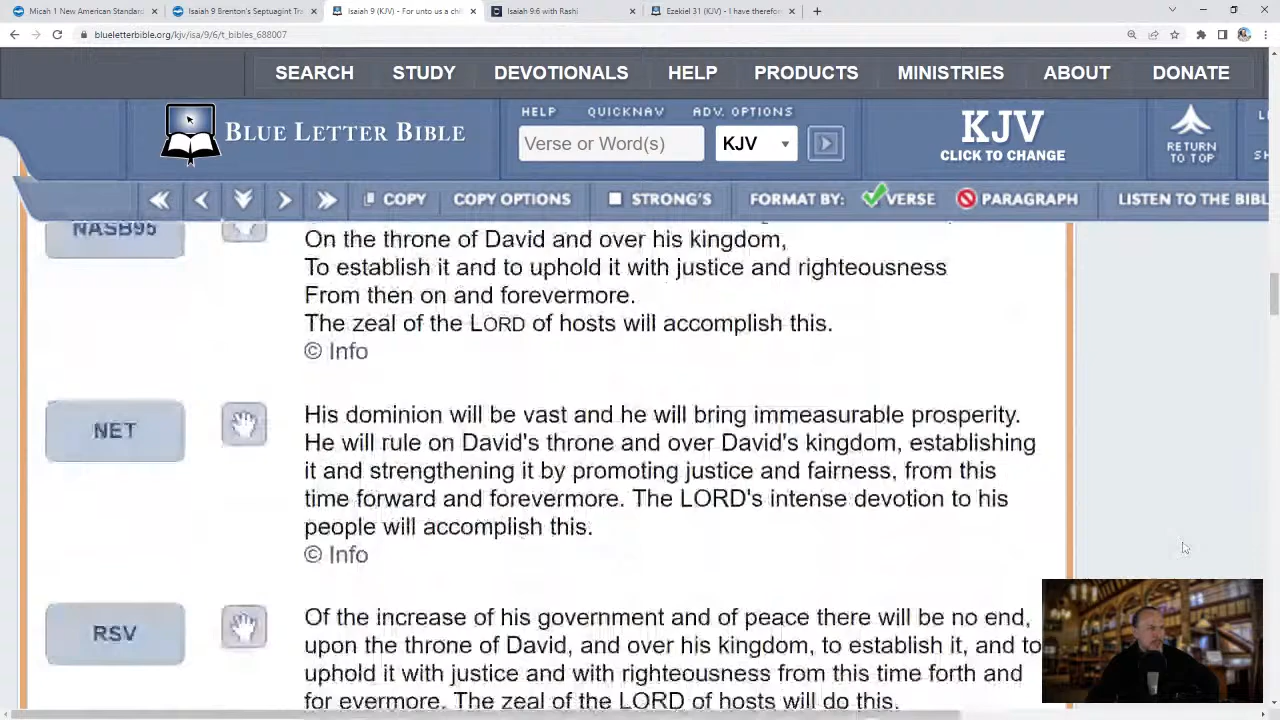 Micah 1 New American Standard
Isaiah 9 Brenton's Septuagint Tra
Isaiah 9 (KJV) - For unto us a chi
Isaiah 9:6 with Rashi
Ezekiel 31 (KJV) - I have therefor
blueletterbible.org/kjv/isa/9/6/t_bibles_688007
SEARCH STUDY DEVOTIONALS HELP PRODUCTS MINISTRIES ABOUT DONATE
HELP QUICKNAV ADV. OPTIONS
BLUE LETTER BIBLE
Verse or Word(s)
KJV
KJV
CLICK TO CHANGE
RETURN
TO TOP
COPY COPY OPTIONS STRONG'S FORMAT BY: VERSE PARAGRAPH LISTEN TO THE BIBL
NASB95
On the throne of David and over his kingdom,
To establish it and to uphold it with justice and righteousness
From then on and forevermore.
The zeal of the LORD of hosts will accomplish this.
© Info
NET
His dominion will be vast and he will bring immeasurable prosperity.
He will rule on David's throne and over David's kingdom, establishing
it and strengthening it by promoting justice and fairness, from this
time forward and forevermore. The LORD's intense devotion to his
people will accomplish this.
© Info
RSV
Of the increase of his government and of peace there will be no end,
upon the throne of David, and over his kingdom, to establish it, and to
uphold it with justice and with righteousness from this time forth and
for evermore. The zeal of the LORD of hosts will do this.